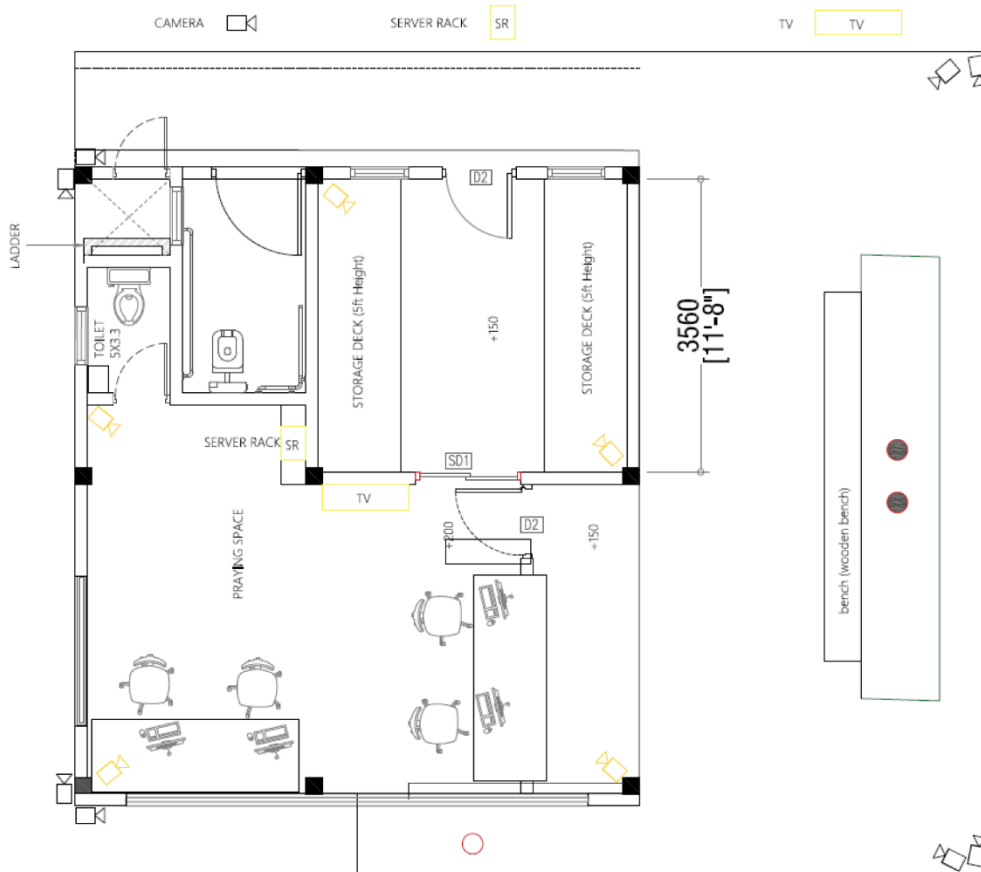 CAMERA
SERVER RACK
SR
TV
TV
D2
LADDER
STORAGE DECK (5ft Height)
STORAGE DECK (5ft Height)
+150
3560
[11'-8"]
TOILET
5X3.3
SERVER RACK
SR
SD1
TV
D2
+200
+150
PRAYING SPACE
bench (wooden bench)